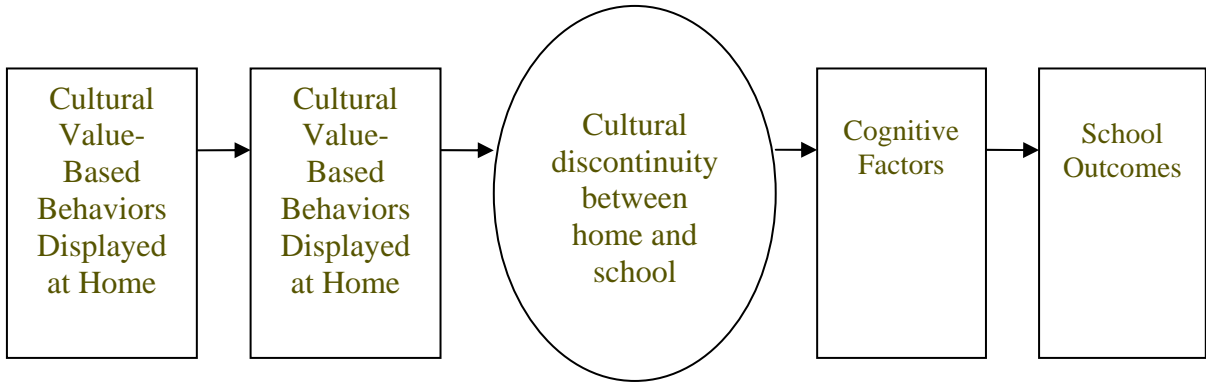 Cultural
Value-
Based
Behaviors
Displayed
at Home
Cultural
Value-
Based
Behaviors
Displayed
at Home
Cultural
discontinuity
between
home and
school
Cognitive
Factors
School
Outcomes